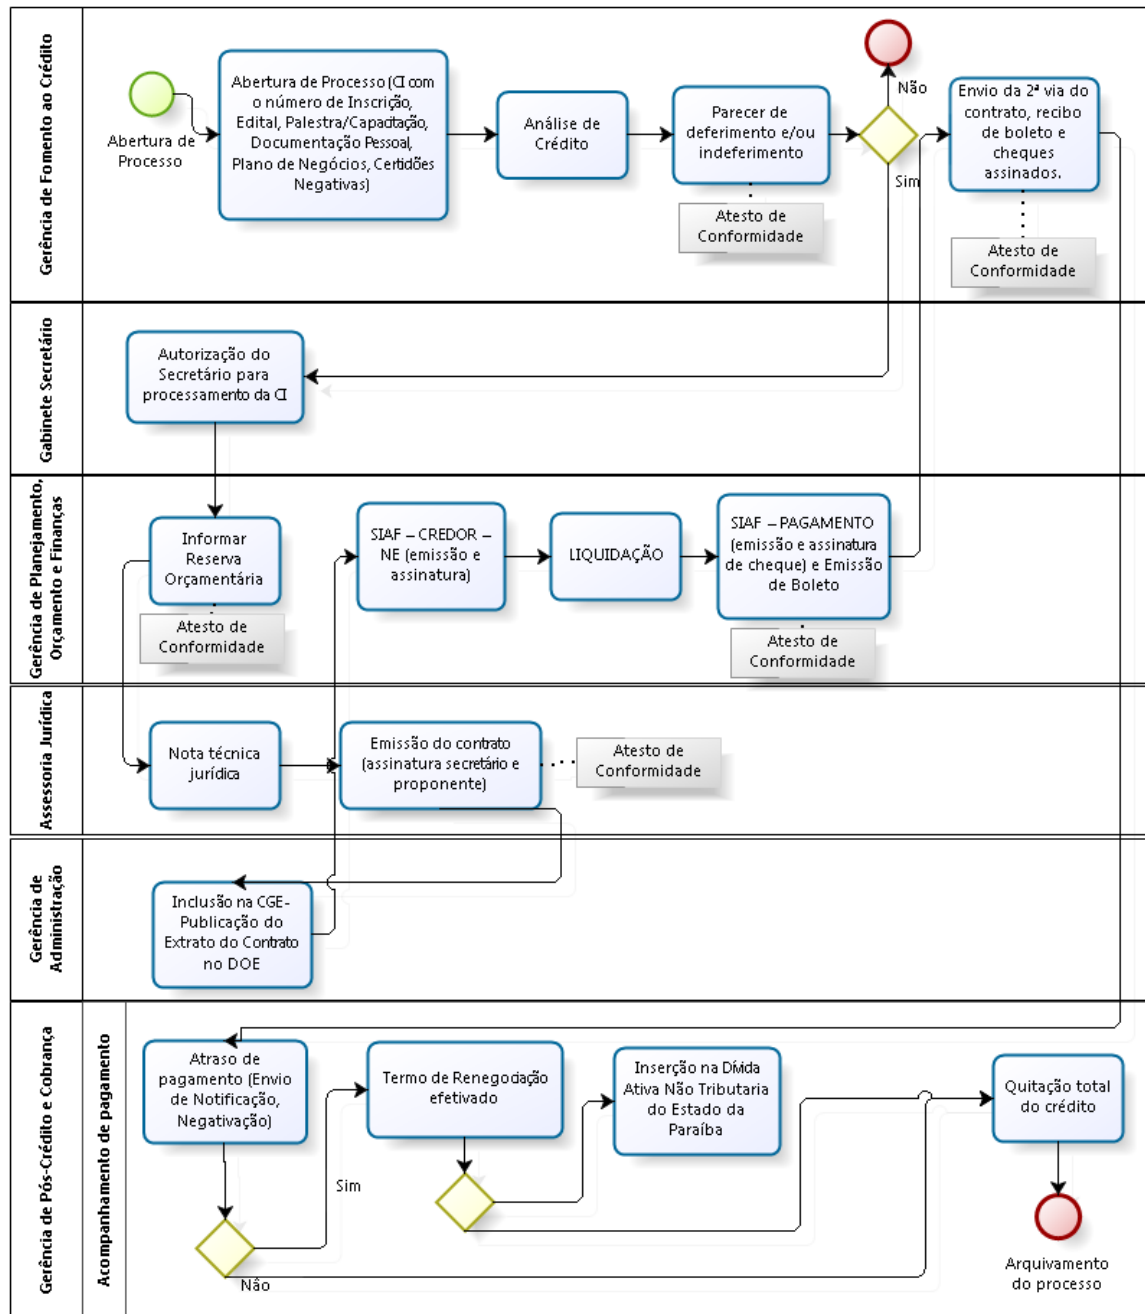 Gerência de Fomento ao Crédito
Abertura de
Processo
Abertura de Processo (CI com
o número de Inscrição,
Edital, Palestra/Capacitação,
Documentação Pessoal,
Plano de Negócios, Certidões
Negativas)
Análise de
Crédito
Parecer de
deferimento e/ou
indeferimento
Atesto de
Conformidade
Não
Sim
Envio da 2ª via do
contrato, recibo
de boleto e
cheques
assinados.
Atesto de
Conformidade
Gabinete Secretário
Autorização do
Secretário para
processamento da CI
Gerência de Planejamento,
Orçamento e Finanças
Informar
Reserva
Orçamentária
Atesto de
Conformidade
SIAF – CREDOR –
NE (emissão e
assinatura)
LIQUIDAÇÃO
SIAF – PAGAMENTO
(emissão e assinatura
de cheque) e Emissão
de Boleto
Atesto de
Conformidade
Assessoria Jurídica
Nota técnica
jurídica
Emissão do contrato
(assinatura secretário e
proponente)
Atesto de
Conformidade
Gerência de
Administração
Inclusão na CGE-
Publicação do
Extrato do Contrato
no DOE
Gerência de Pós-Crédito e Cobrança
Acompanhamento de pagamento
Atraso de
pagamento (Envio
de Notificação,
Negativação)
Sim
Não
Termo de Renegociação
efetivado
Inserção na Dívida
Ativa Não Tributaria
do Estado da
Paraíba
Quitação total
do crédito
Arquivamento
do processo